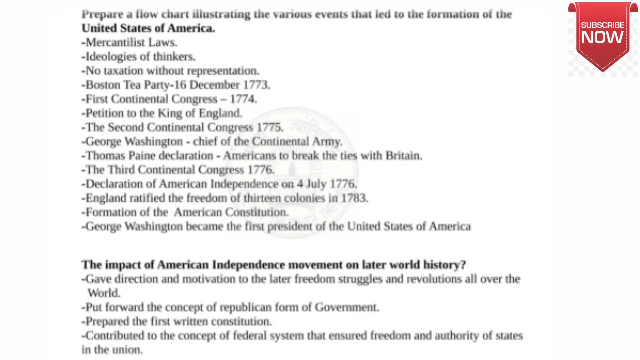 Prepare a flow chart illustrating the various events that led to the formation of the
United States of America.
-Mercantilist Laws.
-Ideologies of thinkers.
-No taxation without representation.
-Boston Tea Party-16 December 1773.
-First Continental Congress – 1774.
-Petition to the King of England.
-The Second Continental Congress 1775.
-George Washington - chief of the Continental Army.
-Thomas Paine declaration - Americans to break the ties with Britain.
-The Third Continental Congress 1776.
-Declaration of American Independence on 4 July 1776.
-England ratified the freedom of thirteen colonies in 1783.
-Formation of the  American Constitution.
-George Washington became the first president of the United States of America
The impact of American Independence movement on later world history?
-Gave direction and motivation to the later freedom struggles and revolutions all over the
World.
-Put forward the concept of republican form of Government.
-Prepared the first written constitution.
-Contributed to the concept of federal system that ensured freedom and authority of states
in the union.
SUBSCRIBE
NOW